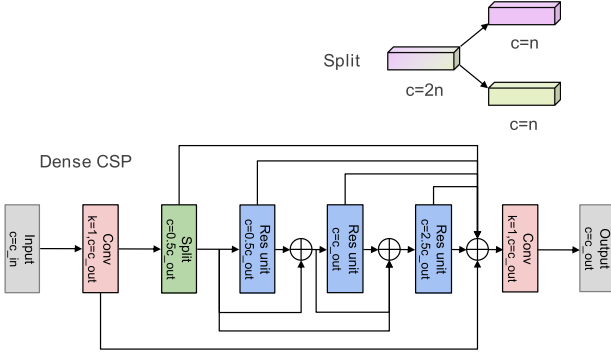 Split
c=n
c=2n
c=n
Dense CSP
Input
c=c_in
Conv
k=1,c=c_out
Split
c=0.5c_out
Res unit
c=0.5c_out
Res unit
c=c_out
Res unit
c=2.5c_out
Conv
k=1,c=c_out
Output
c=c_out